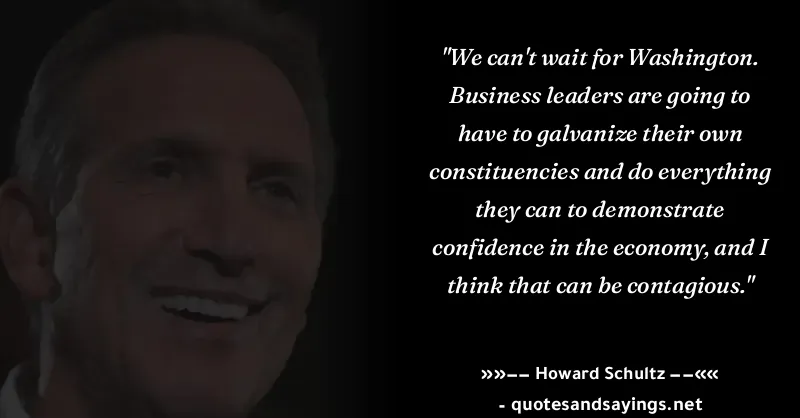 "We can't wait for Washington.
Business leaders are going to
have to galvanize their own
constituencies and do everything
they can to demonstrate
confidence in the economy, and I
think that can be contagious."
»»–– Howard Schultz ––««
- quotesandsayings.net